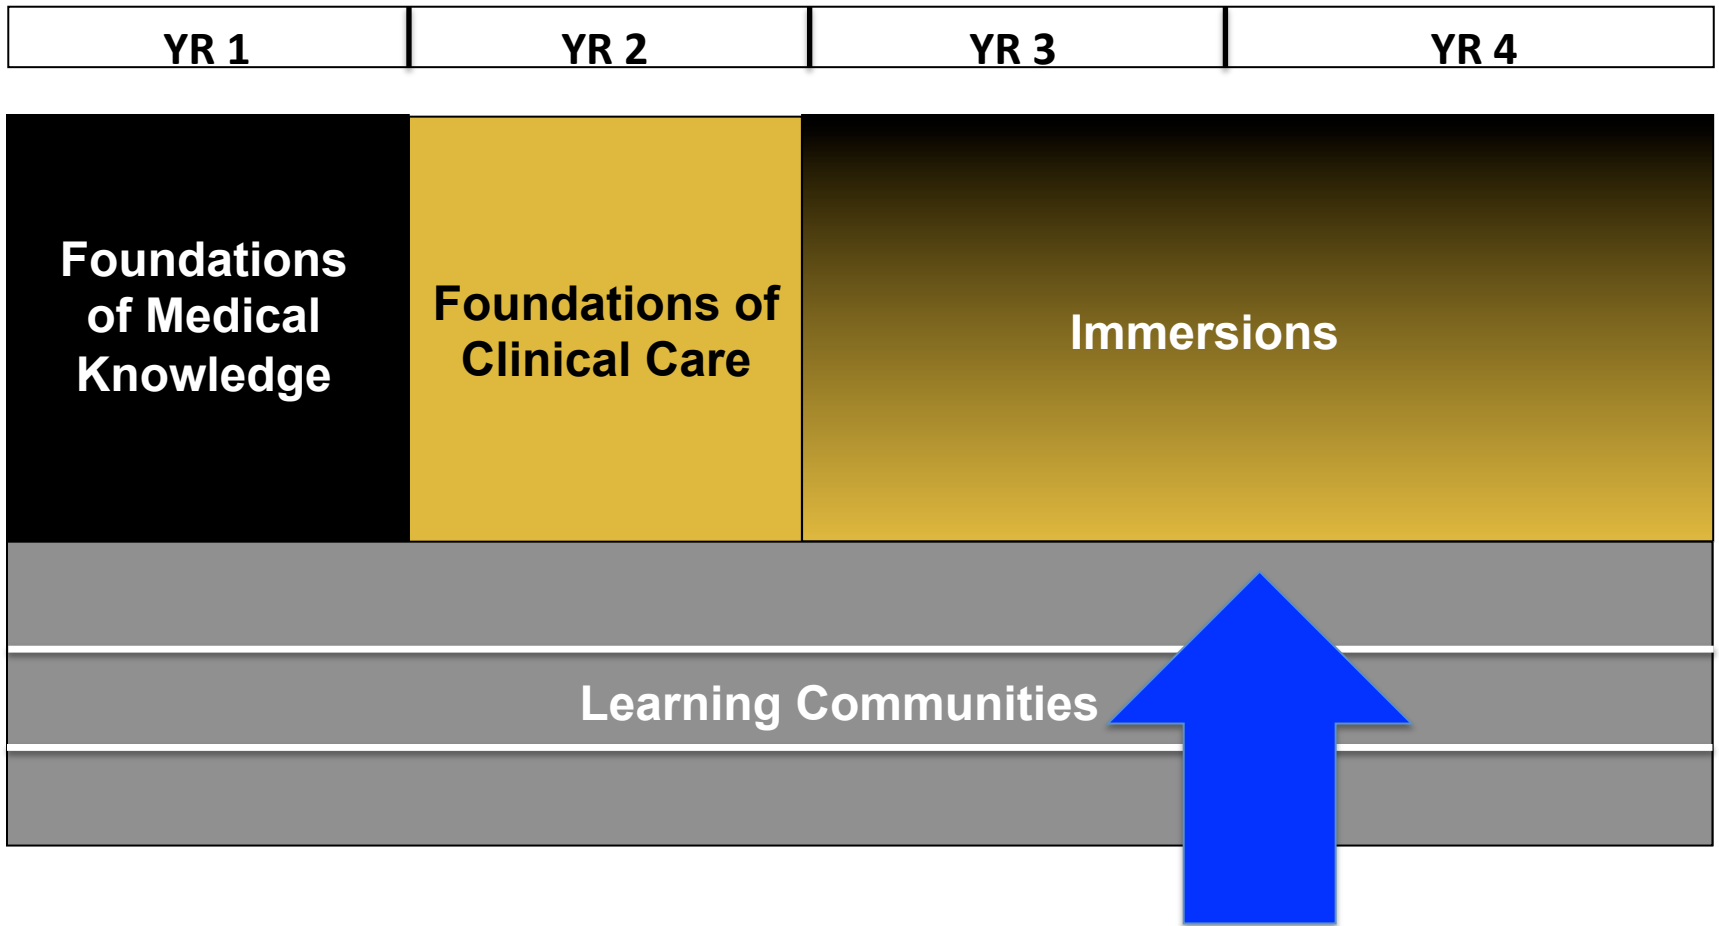 YR 1 YR 2 YR 3 YR 4
Foundations
of Medical
Knowledge
Foundations of
Clinical Care
Immersions
Learning Communities